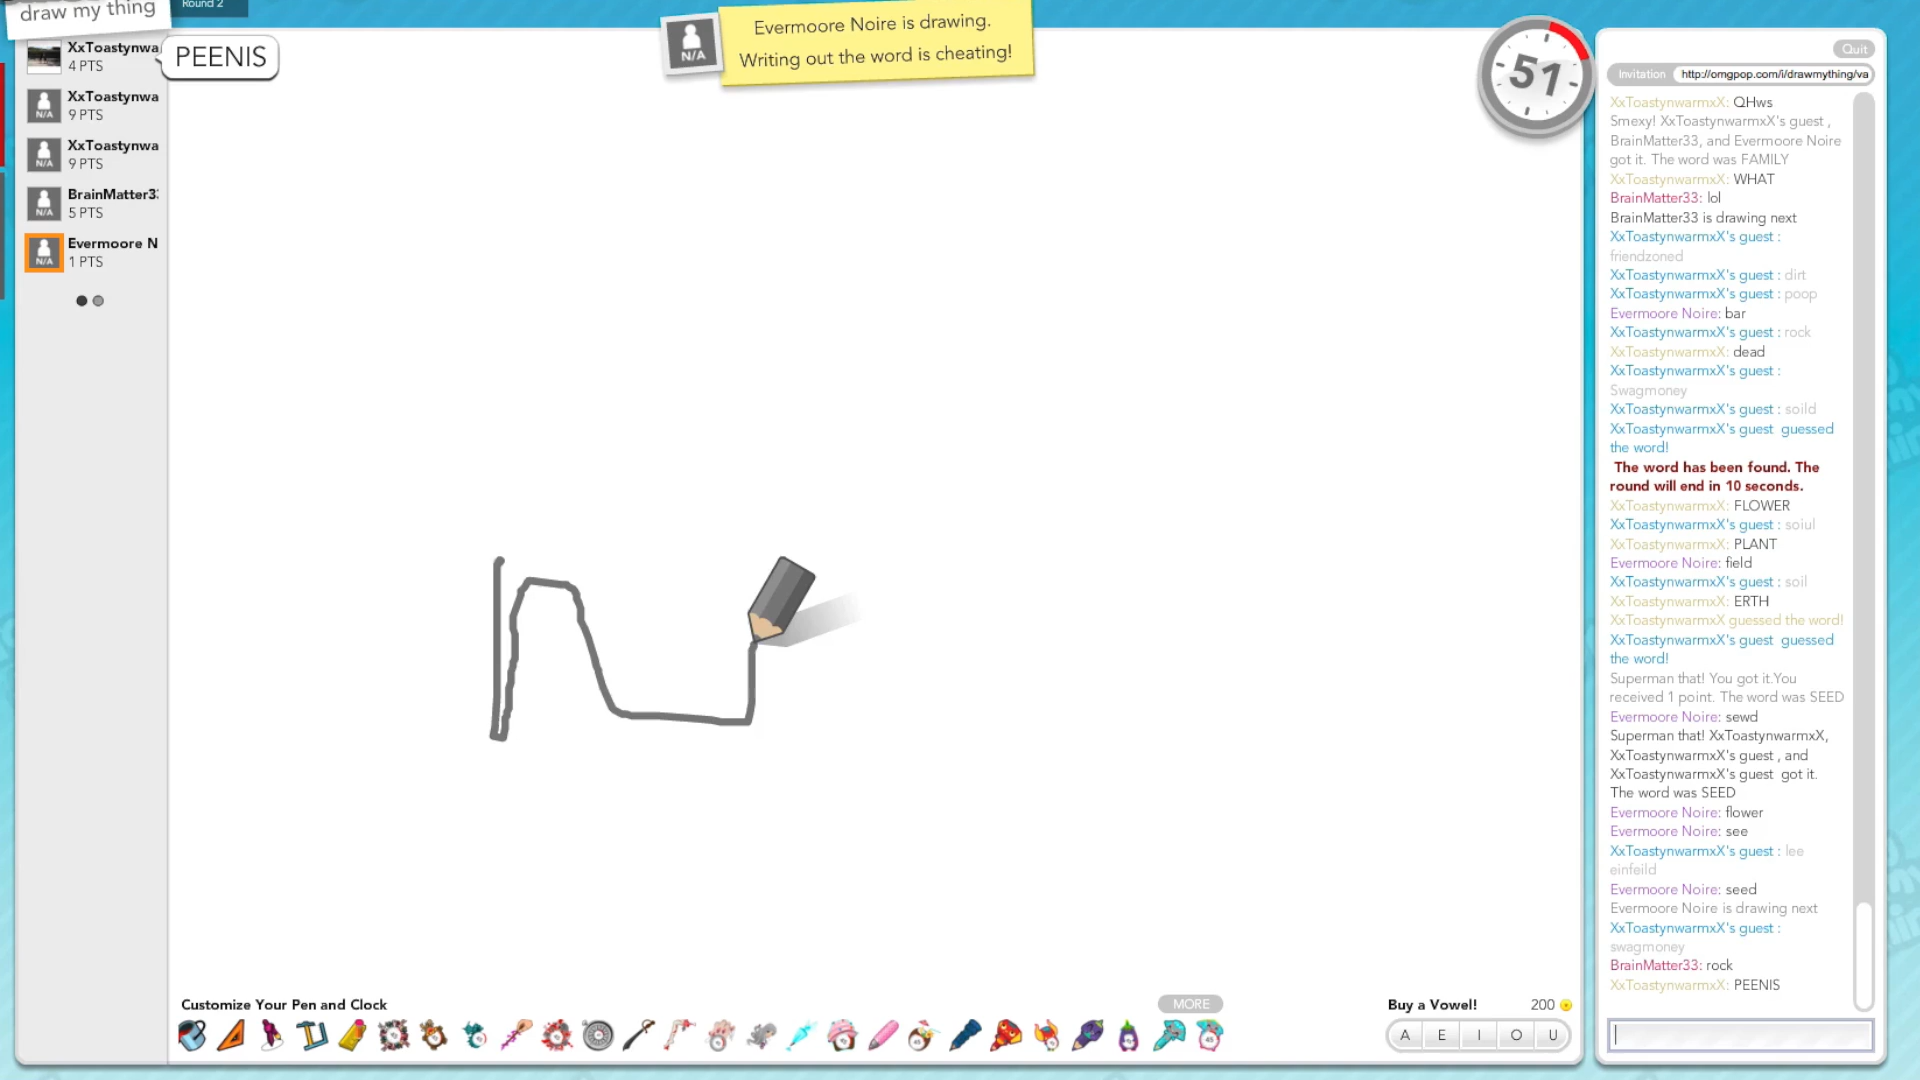 draw my thing
Round 2
XxToastynwa
4 PTS
PEENIS
XxToastynwa
9 PTS
XxToastynwa
9 PTS
BrainMatter33
5 PTS
Evermoore N
1 PTS
N/A
N/A
N/A
N/A
N/A
Evermoore Noire is drawing.
Writing out the word is cheating!
51
Quit
Invitation http://omgpop.com/i/drawmything/va
XxToastynwarmxX: QHws
Smexy! XxToastynwarmxX's guest ,
BrainMatter33, and Evermoore Noire
got it. The word was FAMILY
XxToastynwarmxX: WHAT
BrainMatter33: lol
BrainMatter33 is drawing next
XxToastynwarmxX's guest :
friendzoned
XxToastynwarmxX's guest : dirt
XxToastynwarmxX's guest : poop
Evermoore Noire: bar
XxToastynwarmxX's guest : rock
XxToastynwarmxX: dead
XxToastynwarmxX's guest :
Swagmoney
XxToastynwarmxX's guest : soild
XxToastynwarmxX's guest  guessed
the word!
The word has been found. The
round will end in 10 seconds.
XxToastynwarmxX: FLOWER
XxToastynwarmxX's guest : soiul
XxToastynwarmxX: PLANT
Evermoore Noire: field
XxToastynwarmxX's guest : soil
XxToastynwarmxX: ERTH
XxToastynwarmxX guessed the word!
XxToastynwarmxX's guest  guessed
the word!
Superman that! You got it.You
received 1 point. The word was SEED
Evermoore Noire: sewd
Superman that! XxToastynwarmxX,
XxToastynwarmxX's guest , and
XxToastynwarmxX's guest  got it.
The word was SEED
Evermoore Noire: flower
Evermoore Noire: see
XxToastynwarmxX's guest : lee
einfeild
Evermoore Noire: seed
Evermoore Noire is drawing next
XxToastynwarmxX's guest :
swagmoney
BrainMatter33: rock
XxToastynwarmxX: PEENIS
Customize Your Pen and Clock
MORE
Buy a Vowel! 200
A E I O U